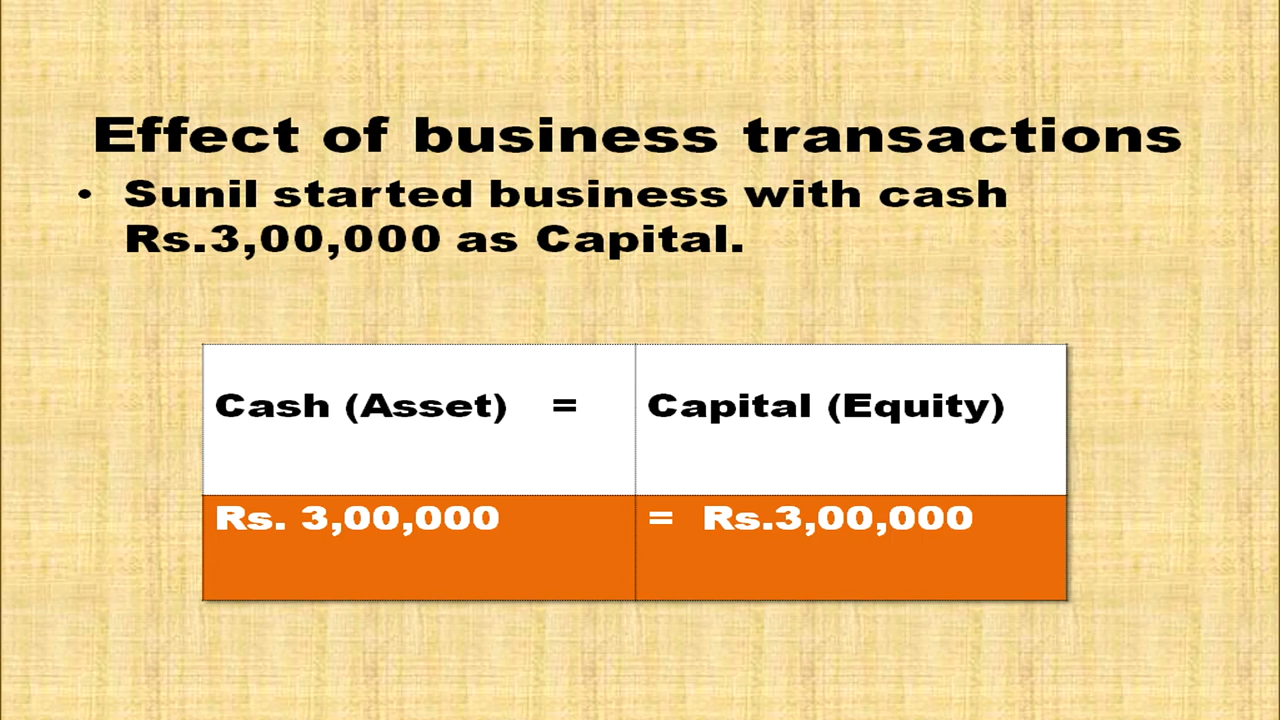 Effect of business transactions
• Sunil started business with cash
Rs.3,00,000 as Capital.
Cash (Asset) = Capital (Equity)
Rs. 3,00,000 = Rs.3,00,000